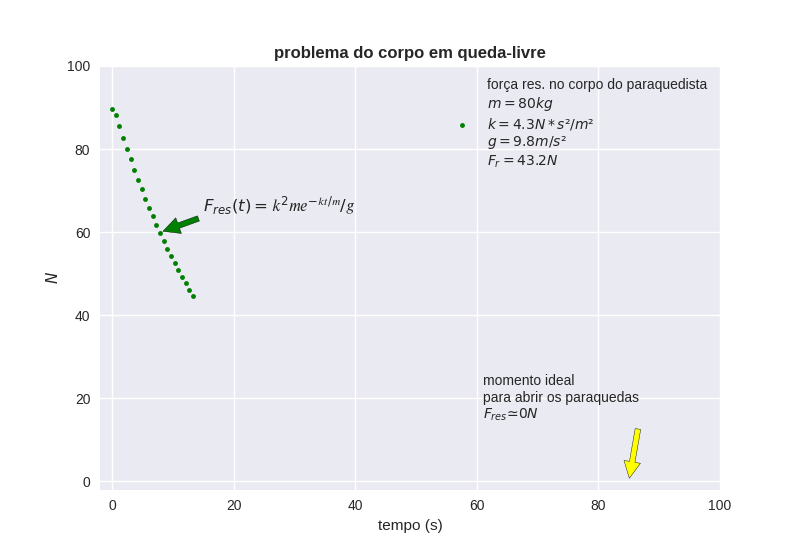 problema do corpo em queda-livre
100
80
60
40
20
0
N
força res. no corpo do paraquedista
m = 80kg
k = 4.3N * s²/m²
g = 9.8m/s²
F_r = 43.2N
F_res(t) = k²me^(-kt/m)/g
momento ideal
para abrir os paraquedas
F_res≃0N
0 20 40 60 80 100
tempo (s)